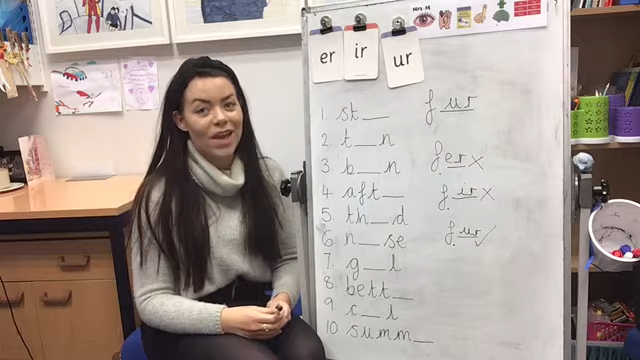 er ir ur
1. st__ fur
2. t__n
3. b__n fer x
4. aft__ fir x
5. th__d
6. n__se fur ✓
7. g__l
8. bett__
9. c__l
10. summ__